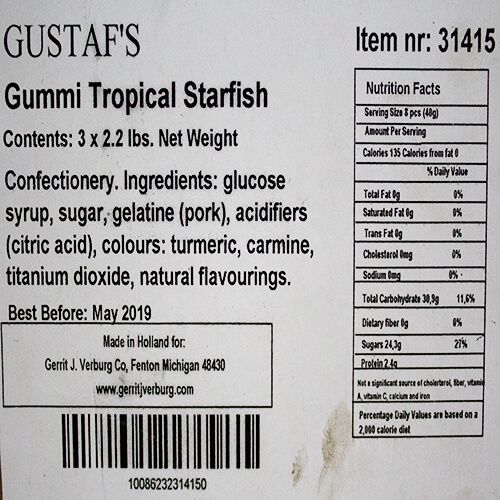 GUSTAF'S
Gummi Tropical Starfish
Contents: 3 x 2.2 lbs. Net Weight
Confectionery. Ingredients: glucose
syrup, sugar, gelatine (pork), acidifiers
(citric acid), colours: turmeric, carmine,
titanium dioxide, natural flavourings.
Best Before: May 2019
Made in Holland for:
Gerrit J. Verburg Co, Fenton Michigan 48430
www.gerritjverburg.com
10086232314150
Item nr: 31415
Nutrition Facts
Serving Size 8 pcs (40g)
Amount Per Serving
Calories 135 Calories from fat 0
% Daily Value
Total Fat 0g 0%
Saturated Fat 0g 0%
Trans Fat 0g 0%
Cholesterol 0mg 0%
Sodium 0mg 0%
Total Carbohydrate 30,9g 11,6%
Dietary fiber 0g 0%
Sugars 24,3g 27%
Protein 2.4g
Not a significant source of cholesterol, fiber, vitamin
A, vitamin C, calcium and iron
Percentage Daily Values are based on a
2,000 calorie diet